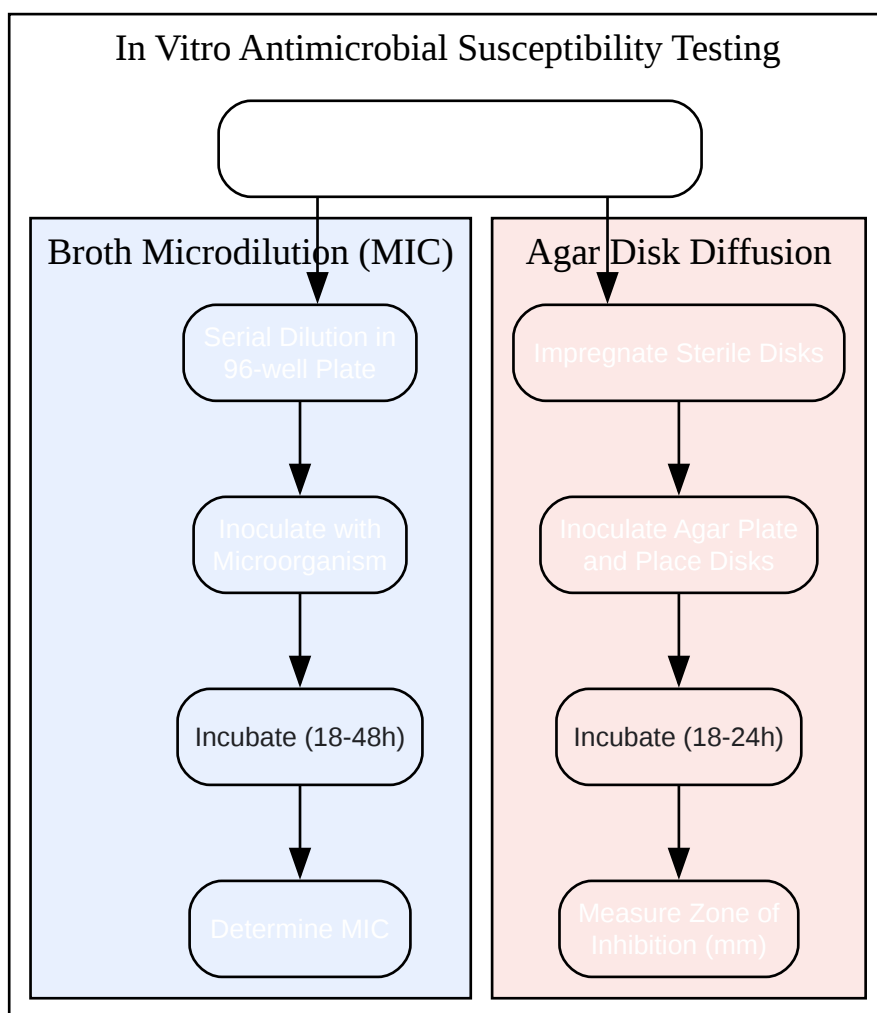 In Vitro Antimicrobial Susceptibility Testing
Broth Microdilution (MIC)
Serial Dilution in
96-well Plate
Inoculate with
Microorganism
Incubate (18-48h)
Determine MIC
Agar Disk Diffusion
Impregnate Sterile Disks
Inoculate Agar Plate
and Place Disks
Incubate (18-24h)
Measure Zone of
Inhibition (mm)